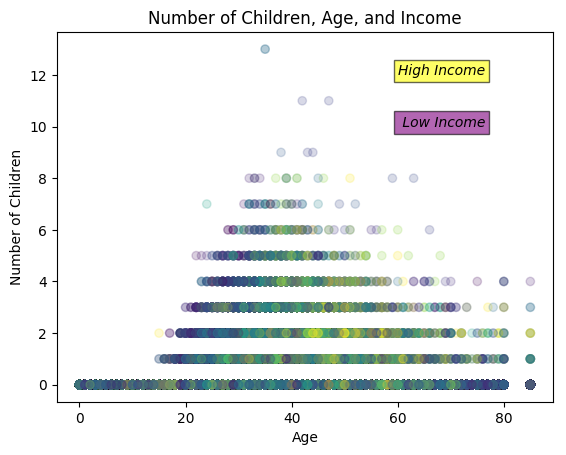 Number of Children, Age, and Income
High Income
Low Income
Number of Children
12
10
8
6
4
2
0
0 20 40 60 80
Age